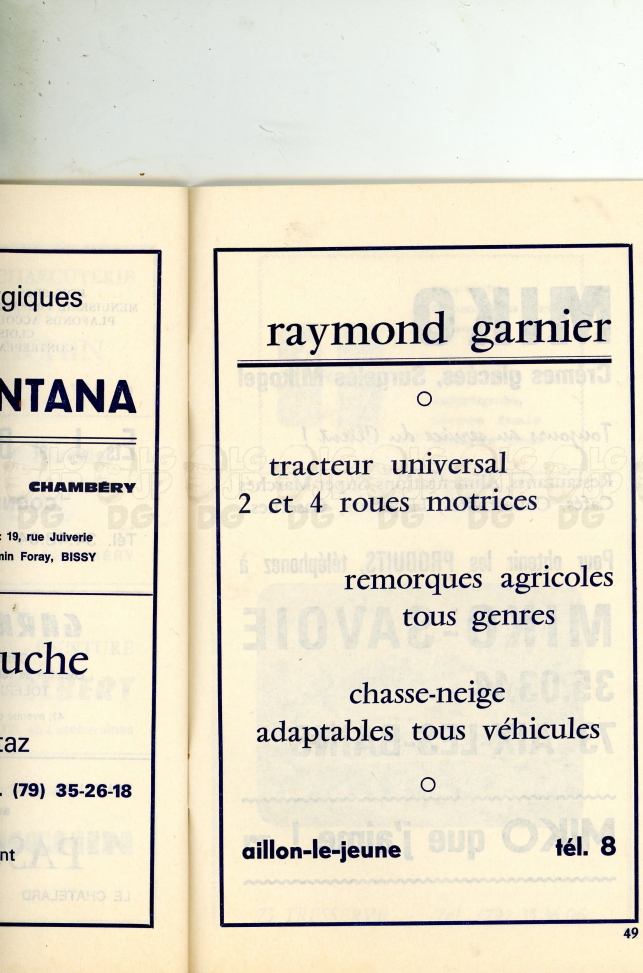 giques
NTANA
CHAMBÉRY
: 19, rue Juiverie
min Foray, BISSY
uche
taz
. (79) 35-26-18
nt
raymond garnier
tracteur universal
2 et 4 roues motrices
remorques agricoles
tous genres
chasse-neige
adaptables tous véhicules
aillon-le-jeune tél. 8
49